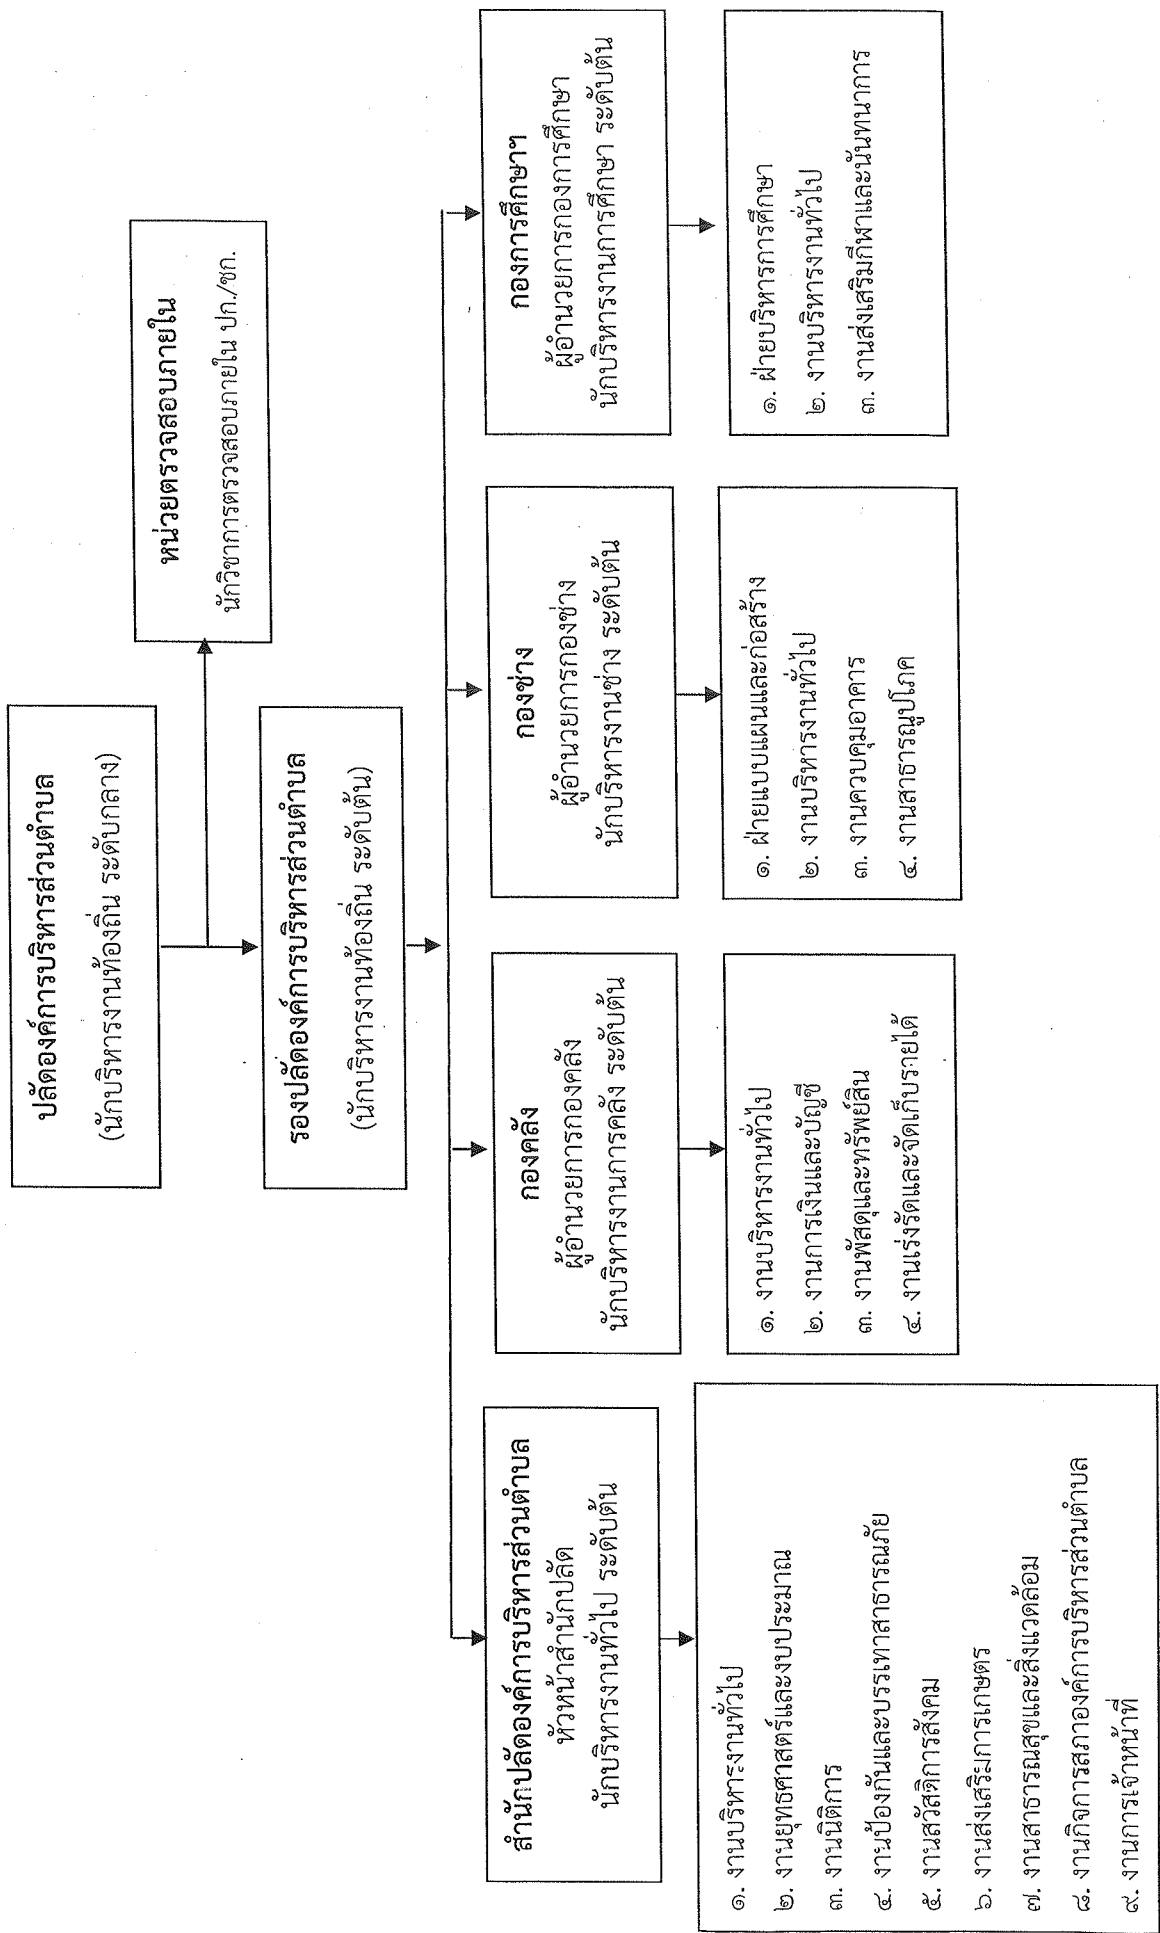 ปลัดองค์การบริหารส่วนตำบล
(นักบริหารงานท้องถิ่น ระดับกลาง)
หน่วยตรวจสอบภายใน
นักวิชาการตรวจสอบภายใน ปก./ชก.
รองปลัดองค์การบริหารส่วนตำบล
(นักบริหารงานท้องถิ่น ระดับต้น)
สำนักปลัดองค์การบริหารส่วนตำบล
หัวหน้าสำนักปลัด
นักบริหารงานทั่วไป ระดับต้น
๑. งานบริหารงานทั่วไป
๒. งานยุทธศาสตร์และงบประมาณ
๓. งานนิติการ
๔. งานป้องกันและบรรเทาสาธารณภัย
๕. งานสวัสดิการสังคม
๖. งานส่งเสริมการเกษตร
๗. งานสาธารณสุขและสิ่งแวดล้อม
๘. งานกิจการสภาองค์การบริหารส่วนตำบล
๙. งานการเจ้าหน้าที่
กองคลัง
ผู้อำนวยการกองคลัง
นักบริหารงานการคลัง ระดับต้น
๑. งานบริหารงานทั่วไป
๒. งานการเงินและบัญชี
๓. งานพัสดุและทรัพย์สิน
๔. งานเร่งรัดและจัดเก็บรายได้
กองช่าง
ผู้อำนวยการกองช่าง
นักบริหารงานช่าง ระดับต้น
๑. ฝ่ายแบบแผนและก่อสร้าง
๒. งานบริหารงานทั่วไป
๓. งานควบคุมอาคาร
๔. งานสาธารณูปโภค
กองการศึกษาฯ
ผู้อำนวยการกองการศึกษา
นักบริหารงานการศึกษา ระดับต้น
๑. ฝ่ายบริหารการศึกษา
๒. งานบริหารงานทั่วไป
๓. งานส่งเสริมกีฬาและนันทนาการ